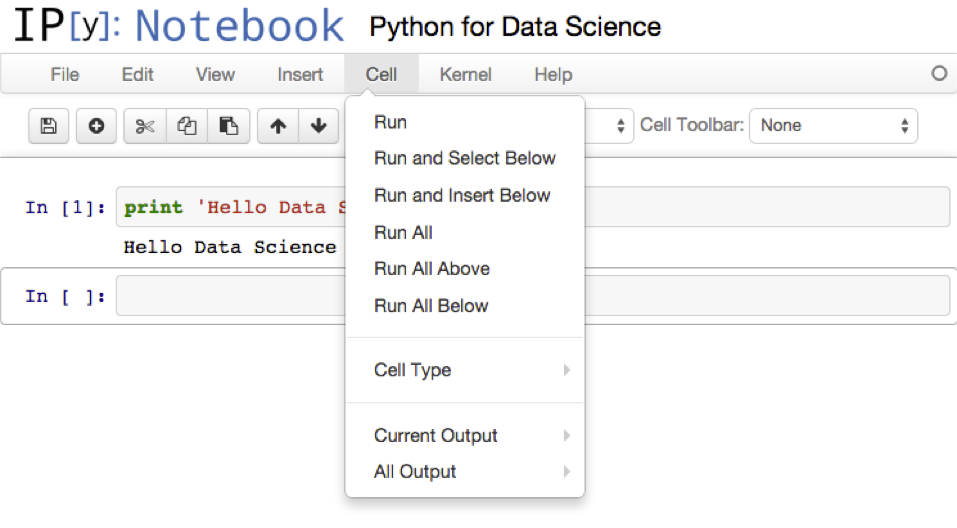 IP[y]: Notebook Python for Data Science
File Edit View Insert Cell Kernel Help
Cell Toolbar: None
Run
Run and Select Below
Run and Insert Below
Run All
Run All Above
Run All Below
Cell Type
Current Output
All Output
In [1]: print 'Hello Data S
Hello Data Science
In [ ]: